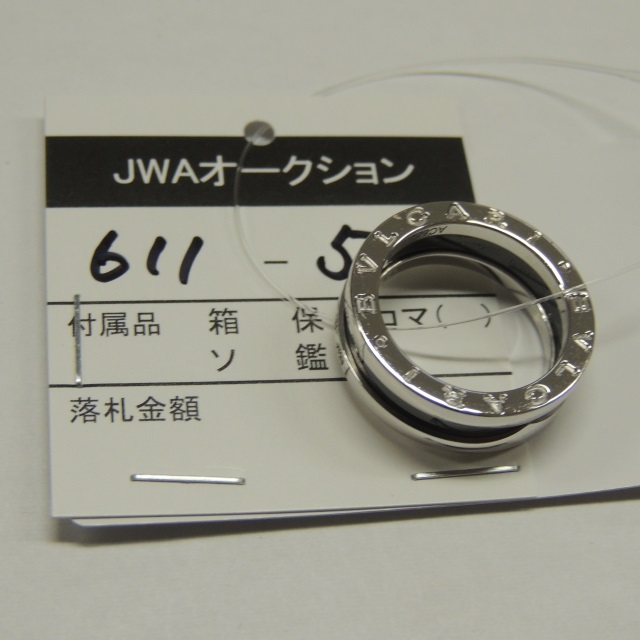 JWAオークション
611 - 5
付属品 箱 保 コマ( )
ソ 鑑
落札金額
BVLGARI BVLGARI